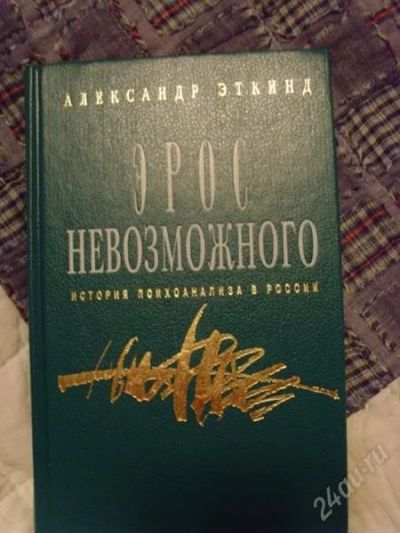 АЛЕКСАНДР ЭТКИНД
ЭРОС
НЕВОЗМОЖНОГО
ИСТОРИЯ ПСИХОАНАЛИЗА В РОССИИ
24au.ru